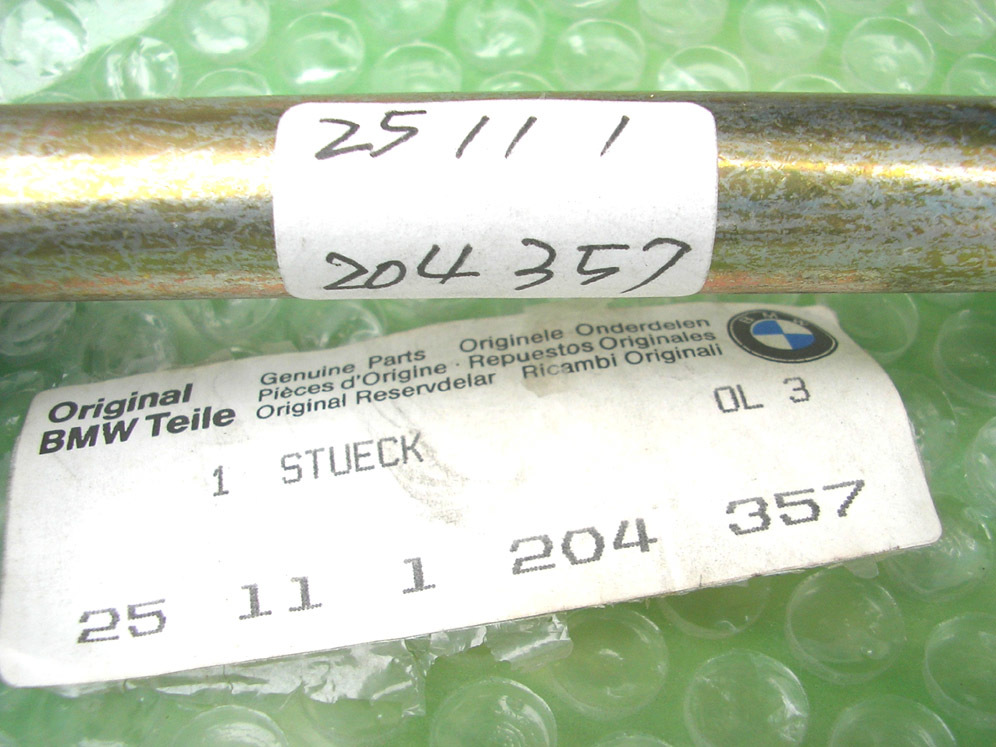 25 11 1
204 357
Original
BMW Teile
Genuine Parts Originele Onderdelen
Pièces d'Origine · Repuestos Originales
Original Reservdelar Ricambi Originali
BMW
1 STUECK
OL 3
25 11 1 204 357